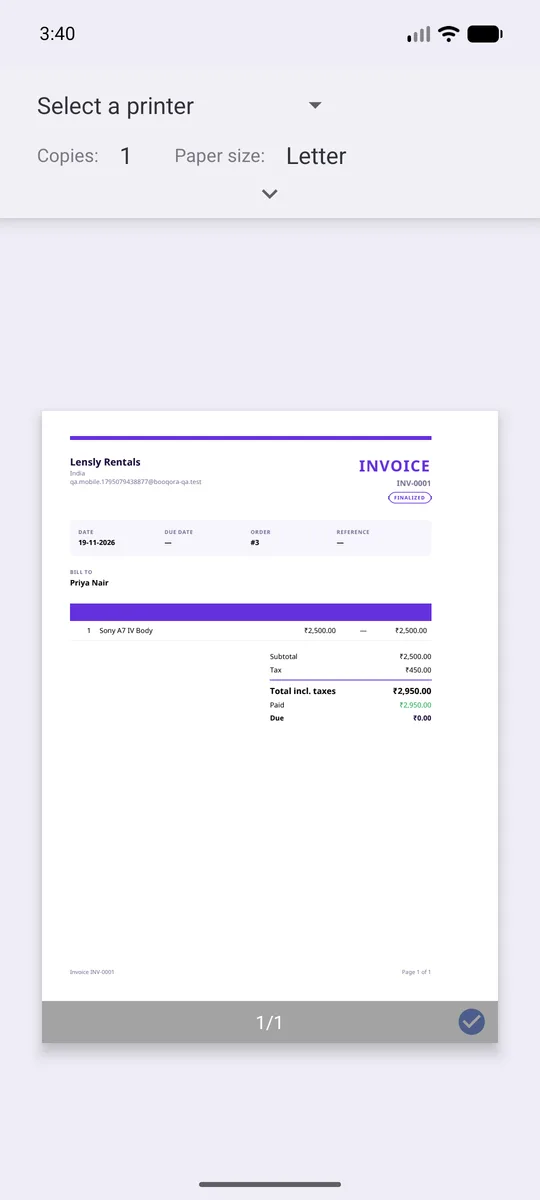 3:40
Select a printer
Copies: 1 Paper size: Letter
Lensly Rentals
India
qa.mobile.1795079438877@booqora-qa.test
INVOICE
INV-0001
FINALIZED
DATE DUE DATE ORDER REFERENCE
19-11-2026 — #3 —
BILL TO
Priya Nair
1 Sony A7 IV Body ₹2,500.00 — ₹2,500.00
Subtotal ₹2,500.00
Tax ₹450.00
Total incl. taxes ₹2,950.00
Paid ₹2,950.00
Due ₹0.00
Invoice INV-0001 Page 1 of 1
1/1